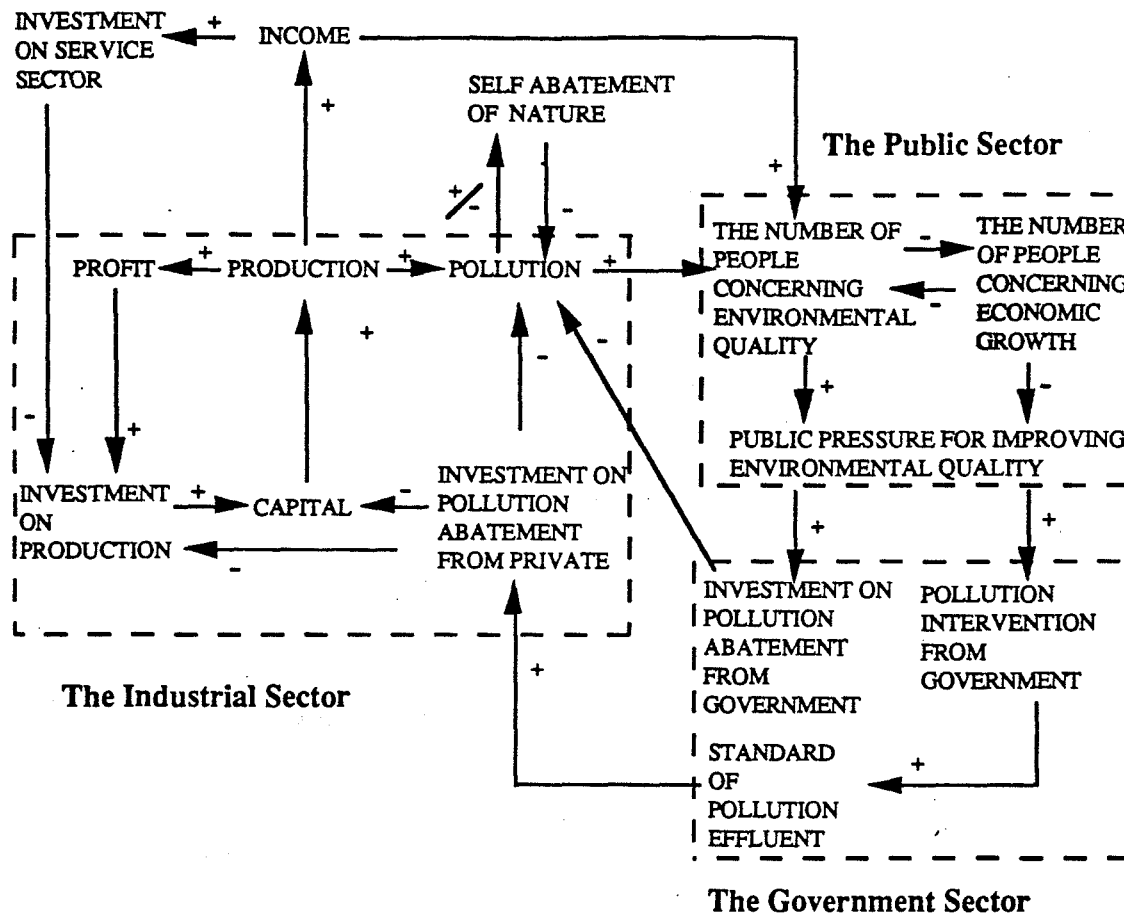 INVESTMENT
ON SERVICE
SECTOR
+
INCOME
+
SELF ABATEMENT
OF NATURE
+
-
-
The Public Sector
+
PROFIT
+
PRODUCTION
+
POLLUTION
+
THE NUMBER OF
PEOPLE
CONCERNING
ENVIRONMENTAL
QUALITY
-
-
THE NUMBER
OF PEOPLE
CONCERNING
ECONOMIC
GROWTH
+
-
-
-
+
+
-
PUBLIC PRESSURE FOR IMPROVING
ENVIRONMENTAL QUALITY
INVESTMENT
ON
PRODUCTION
+
CAPITAL
-
-
INVESTMENT ON
POLLUTION
ABATEMENT
FROM PRIVATE
+
+
INVESTMENT ON
POLLUTION
ABATEMENT
FROM
GOVERNMENT
POLLUTION
INTERVENTION
FROM
GOVERNMENT
The Industrial Sector
+
STANDARD
OF
POLLUTION
EFFLUENT
+
The Government Sector